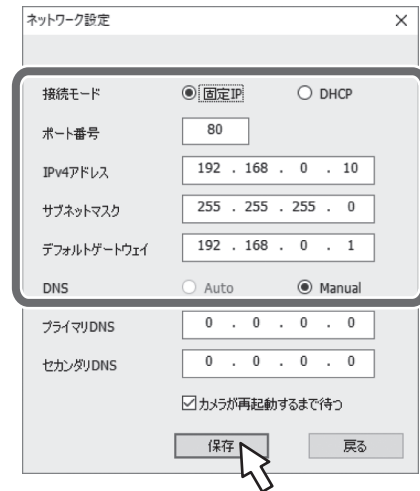 ネットワーク設定
接続モード 固定IP DHCP
ポート番号 80
IPv4アドレス 192 . 168 . 0 . 10
サブネットマスク 255 . 255 . 255 . 0
デフォルトゲートウェイ 192 . 168 . 0 . 1
DNS Auto Manual
プライマリDNS 0 . 0 . 0 . 0
セカンダリDNS 0 . 0 . 0 . 0
カメラが再起動するまで待つ
保存 戻る